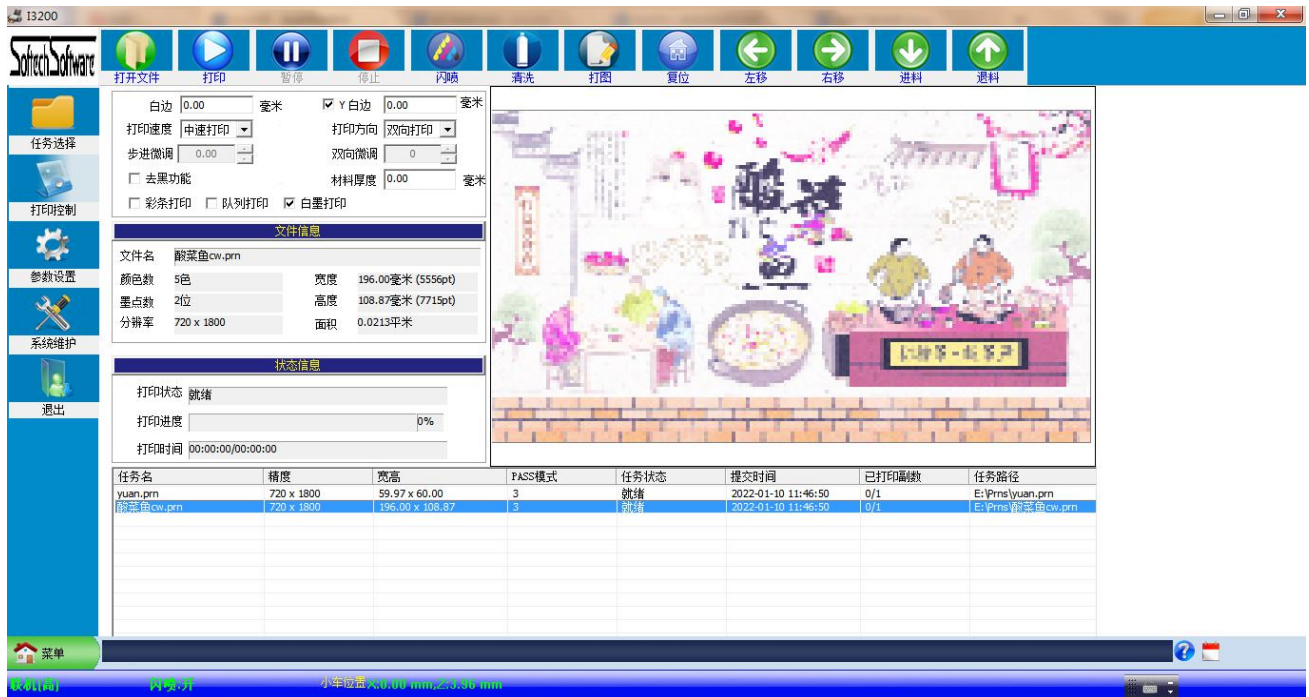 I3200
SoftechSoftware
打开文件 打印 暂停 停止 闪喷 清洗 打图 复位 左移 右移 进料 退料
任务选择
打印控制
参数设置
系统维护
退出
白边 0.00 毫米 Y 白边 0.00 毫米
打印速度 中速打印 打印方向 双向打印
步进微调 0.00 双向微调 0
去黑功能 材料厚度 0.00 毫米
彩条打印 队列打印 白墨打印
文件信息
文件名 酸菜鱼cw.prn
颜色数 5色 宽度 196.00毫米 (5556pt)
墨点数 2位 高度 108.87毫米 (7715pt)
分辨率 720 x 1800 面积 0.0213平米
状态信息
打印状态 就绪
打印进度 0%
打印时间 00:00:00/00:00:00
酸菜
任务名 精度 宽高 PASS模式 任务状态 提交时间 已打印副数 任务路径
yuan.prn 720 x 1800 59.97 x 60.00 3 就绪 2022-01-10 11:46:50 0/1 E:\Prns\yuan.prn
酸菜鱼cw.prn 720 x 1800 196.00 x 108.87 3 就绪 2022-01-10 11:46:50 0/1 E:\Prns\酸菜鱼cw.prn
菜单
联机(高) 闪喷:开 小车位置X:0.00 mm,Z:3.96 mm